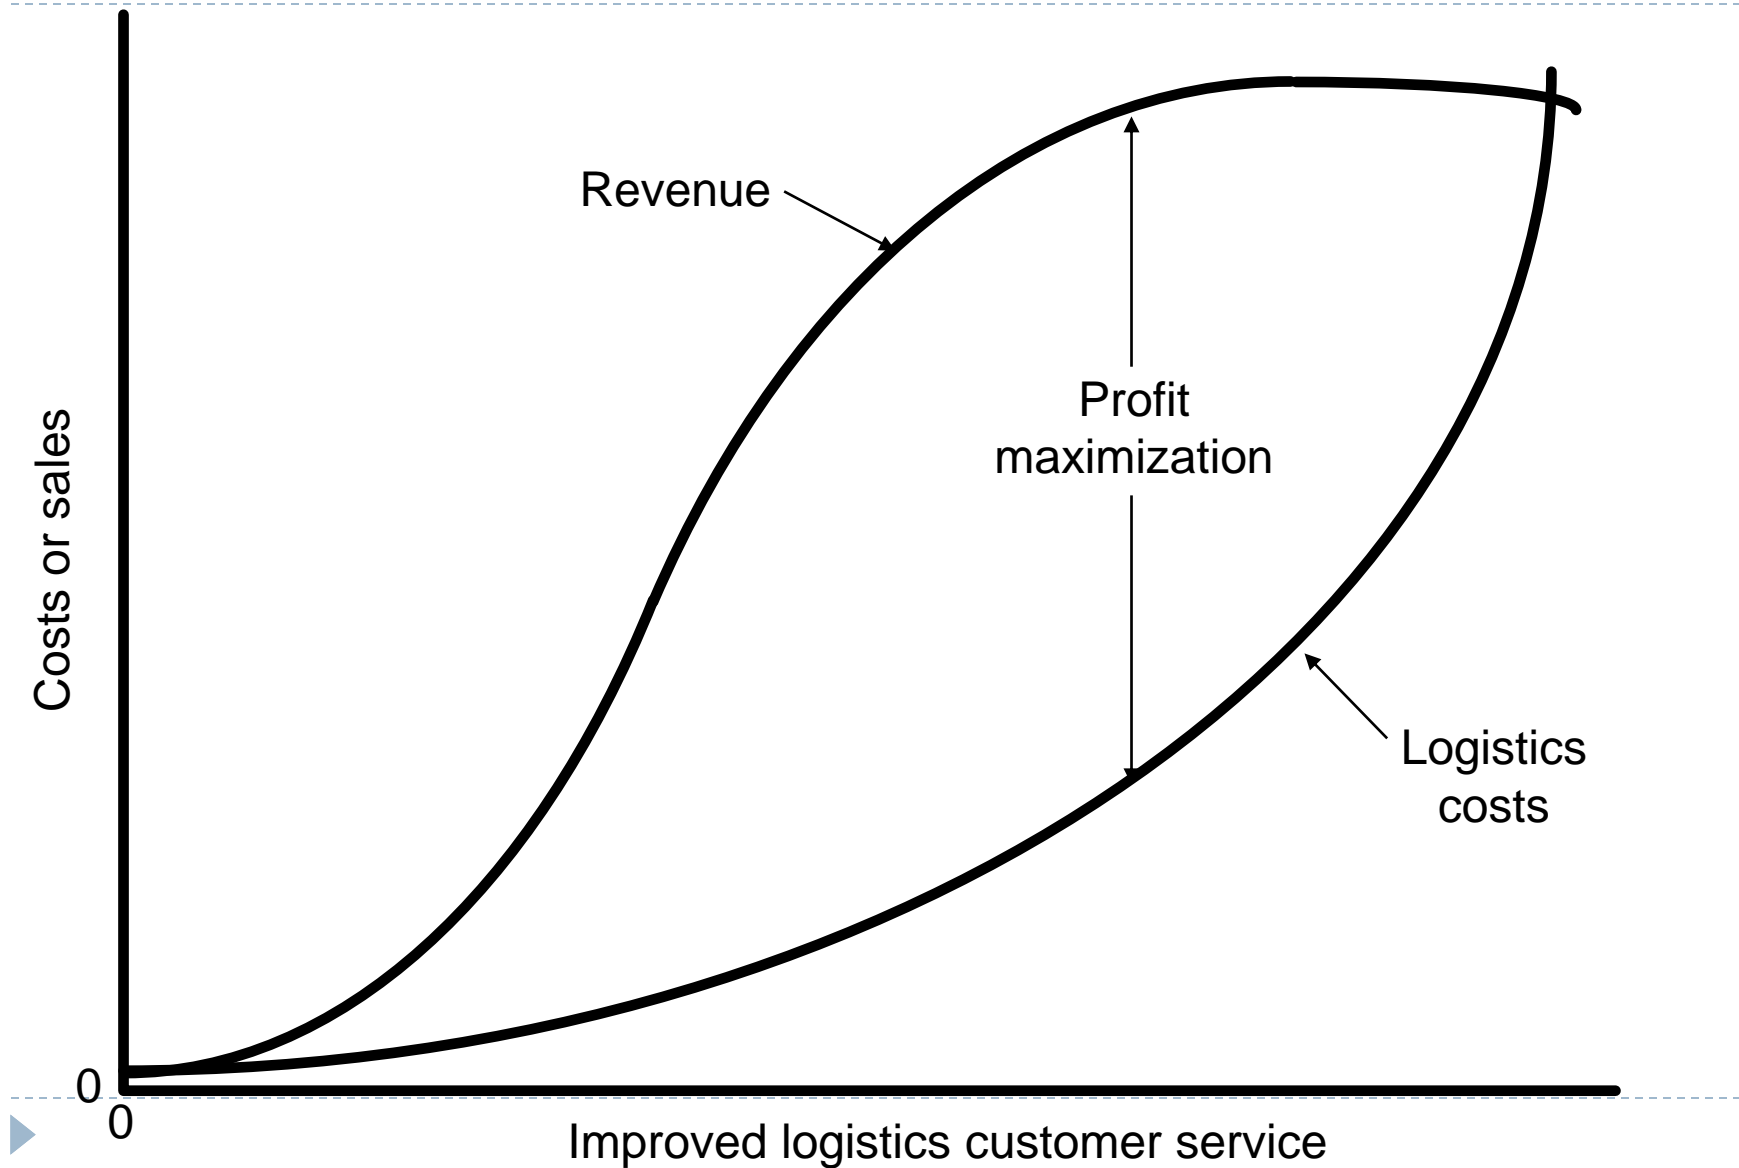 Revenue
Profit
maximization
Costs or sales
Logistics
costs
0
0
Improved logistics customer service